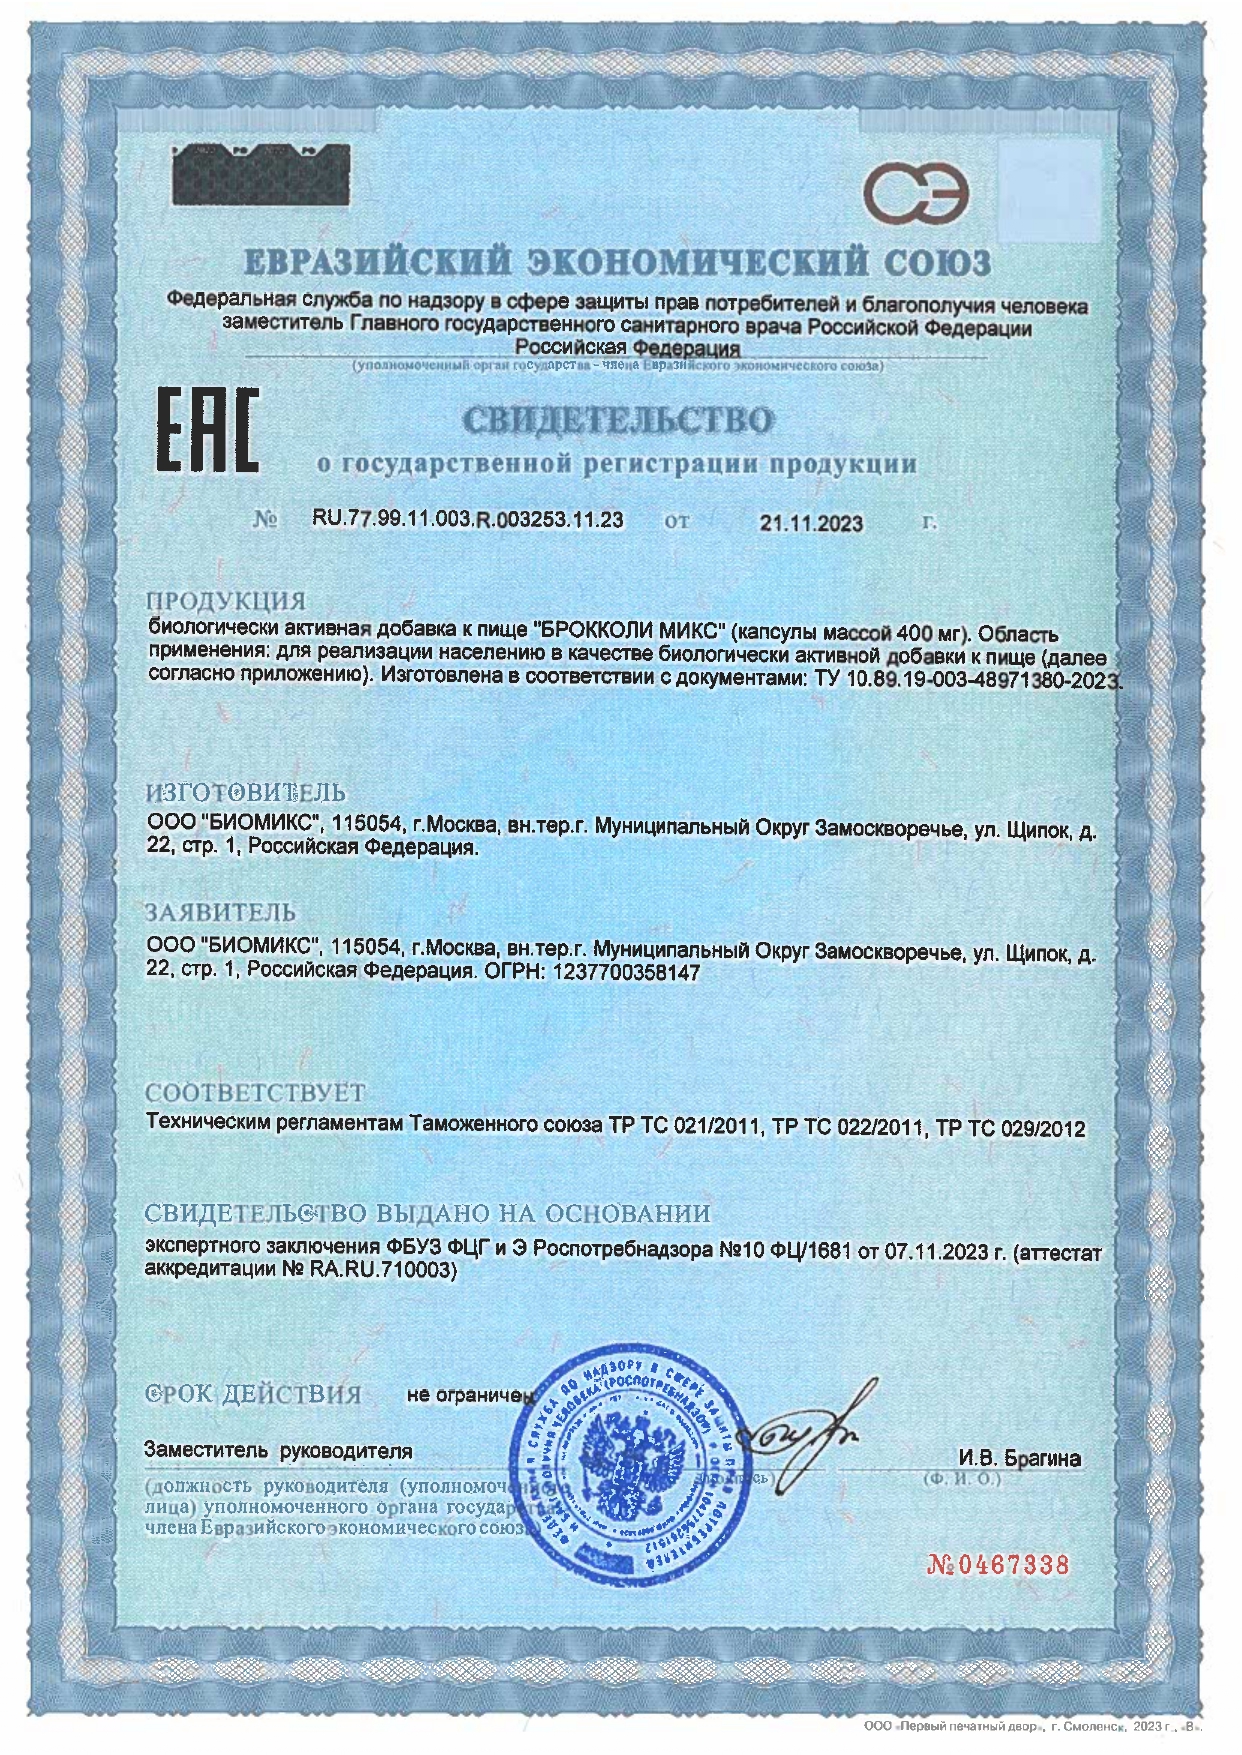 СЭ
ЕВРАЗИЙСКИЙ ЭКОНОМИЧЕСКИЙ СОЮЗ
Федеральная служба по надзору в сфере защиты прав потребителей и благополучия человека
заместитель Главного государственного санитарного врача Российской Федерации
Российская Федерация
(уполномоченный орган государства - члена Евразийского экономического союза)
ЕАС
СВИДЕТЕЛЬСТВО
о государственной регистрации продукции
№ RU.77.99.11.003.R.003253.11.23 от 21.11.2023 г.
ПРОДУКЦИЯ
биологически активная добавка к пище "БРОККОЛИ МИКС" (капсулы массой 400 мг). Область
применения: для реализации населению в качестве биологически активной добавки к пище (далее
согласно приложению). Изготовлена в соответствии с документами: ТУ 10.89.19-003-48971380-2023.
ИЗГОТОВИТЕЛЬ
ООО "БИОМИКС", 115054, г.Москва, вн.тер.г. Муниципальный Округ Замоскворечье, ул. Щипок, д.
22, стр. 1, Российская Федерация.
ЗАЯВИТЕЛЬ
ООО "БИОМИКС", 115054, г.Москва, вн.тер.г. Муниципальный Округ Замоскворечье, ул. Щипок, д.
22, стр. 1, Российская Федерация. ОГРН: 1237700358147
СООТВЕТСТВУЕТ
Техническим регламентам Таможенного союза ТР ТС 021/2011, ТР ТС 022/2011, ТР ТС 029/2012
СВИДЕТЕЛЬСТВО ВЫДАНО НА ОСНОВАНИИ
экспертного заключения ФБУЗ ФЦГ и Э Роспотребнадзора №10 ФЦ/1681 от 07.11.2023 г. (аттестат
аккредитации № RA.RU.710003)
СРОК ДЕЙСТВИЯ не ограничен
Заместитель руководителя И.В. Брагина
(Ф. И. О.)
(должность руководителя (уполномоченного
лица) уполномоченного органа государства-
члена Евразийского экономического союза)
№0467338
ООО «Первый печатный двор», г. Смоленск, 2023 г., «В».